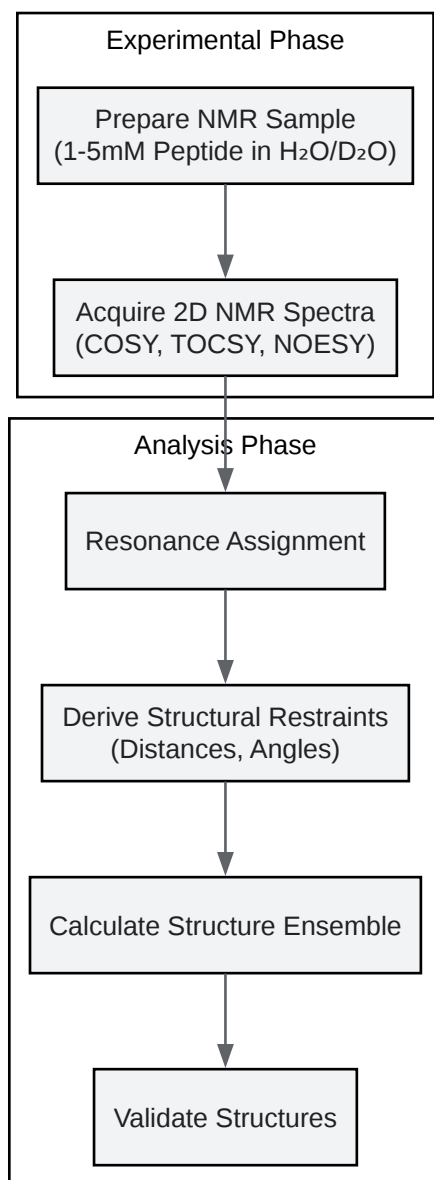 Experimental Phase
Prepare NMR Sample
(1-5mM Peptide in H₂O/D₂O)
Acquire 2D NMR Spectra
(COSY, TOCSY, NOESY)
Analysis Phase
Resonance Assignment
Derive Structural Restraints
(Distances, Angles)
Calculate Structure Ensemble
Validate Structures